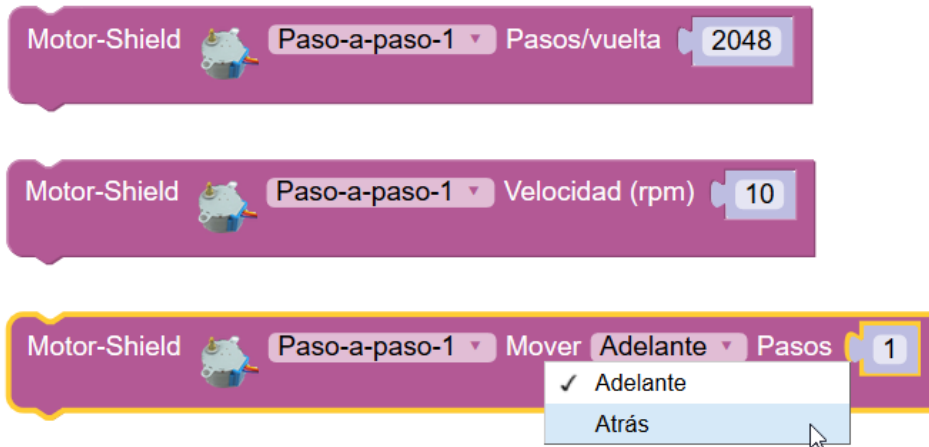 Motor-Shield Paso-a-paso-1 Pasos/vuelta 2048
Motor-Shield Paso-a-paso-1 Velocidad (rpm) 10
Motor-Shield Paso-a-paso-1 Mover Adelante Pasos 1
✓ Adelante
Atrás